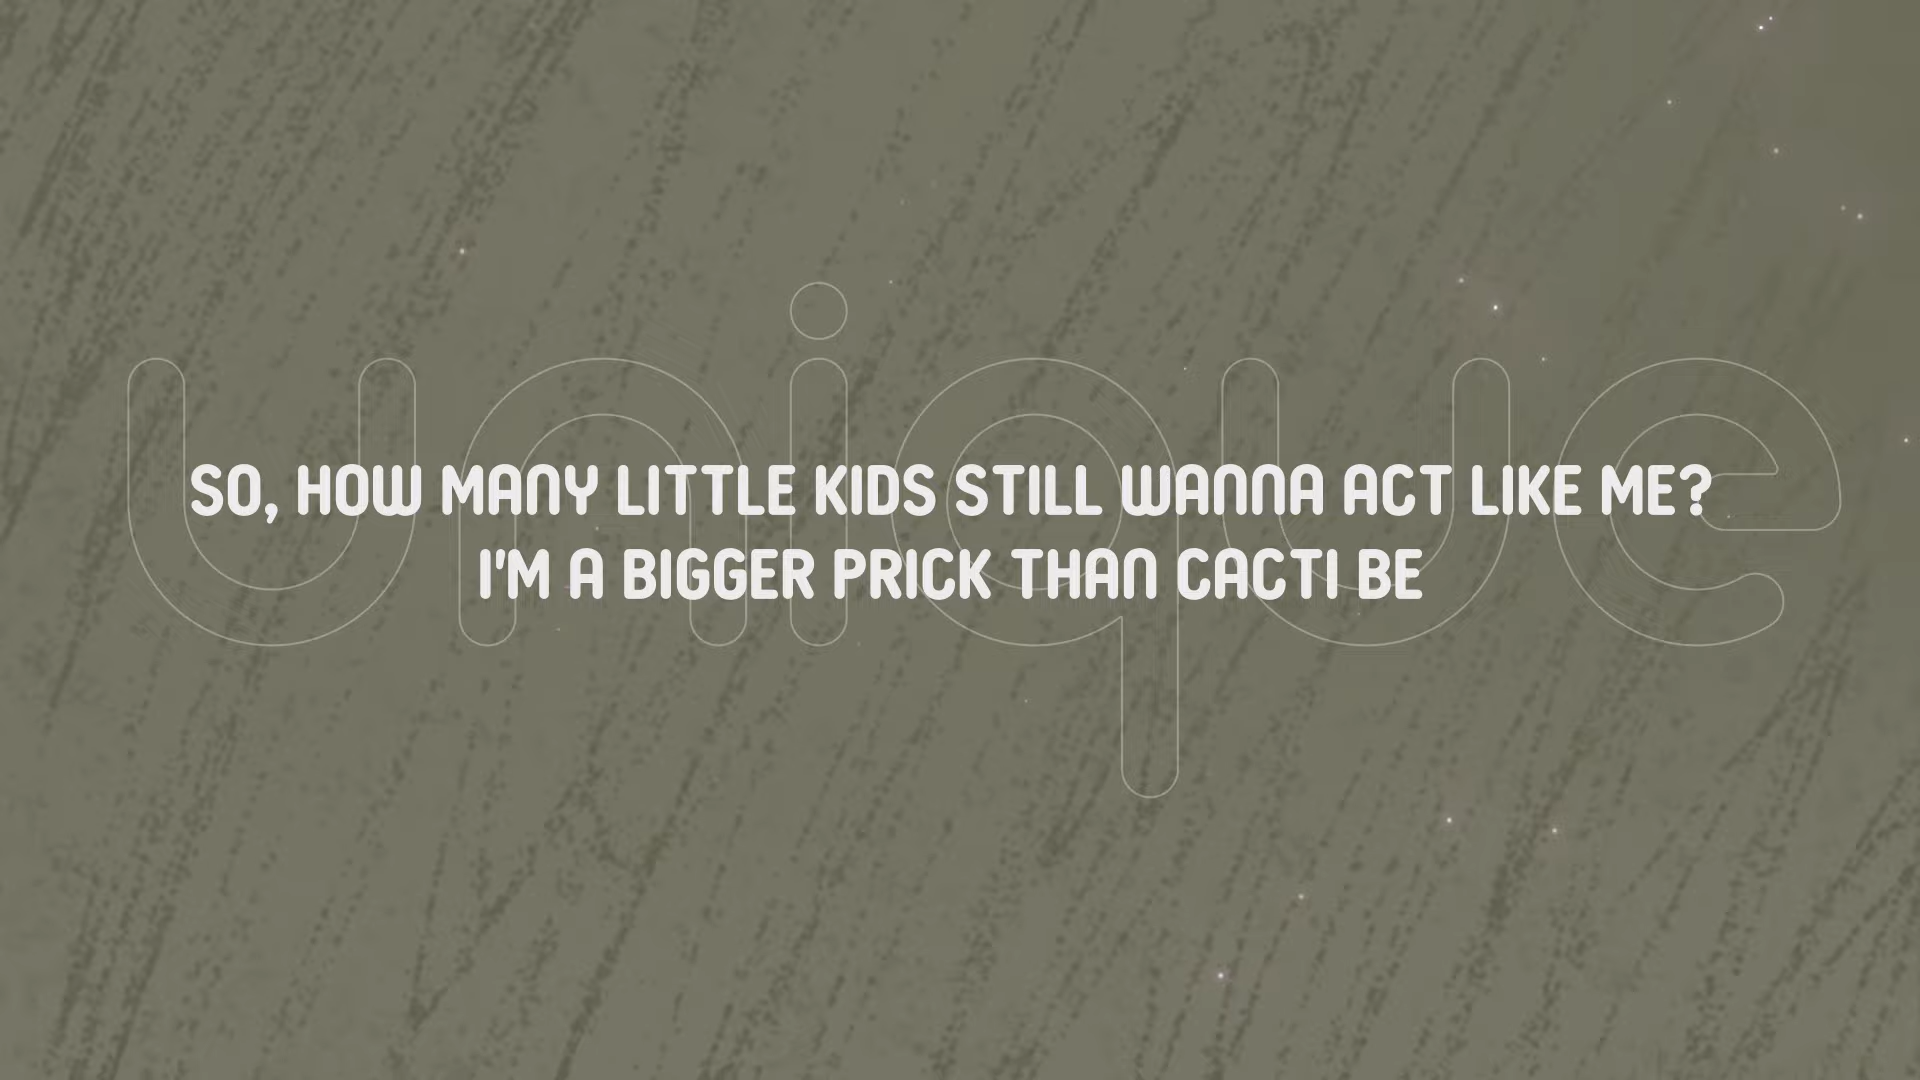 unique
SO, HOW MANY LITTLE KIDS STILL WANNA ACT LIKE ME?
I'M A BIGGER PRICK THAN CACTI BE